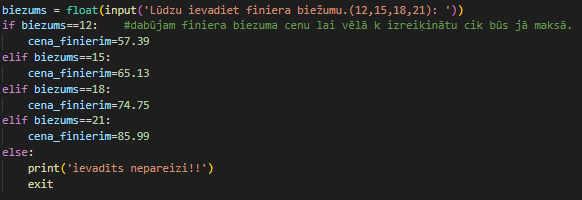 biezums = float(input('Lūdzu ievadiet finiera biežumu.(12,15,18,21): '))
if biezums==12:    #dabūjam finiera biezuma cenu lai vēlā k izreiķinātu cik būs jā maksā.
    cena_finierim=57.39
elif biezums==15:
    cena_finierim=65.13
elif biezums==18:
    cena_finierim=74.75
elif biezums==21:
    cena_finierim=85.99
else:
    print('ievadīts nepareizi!!')
    exit